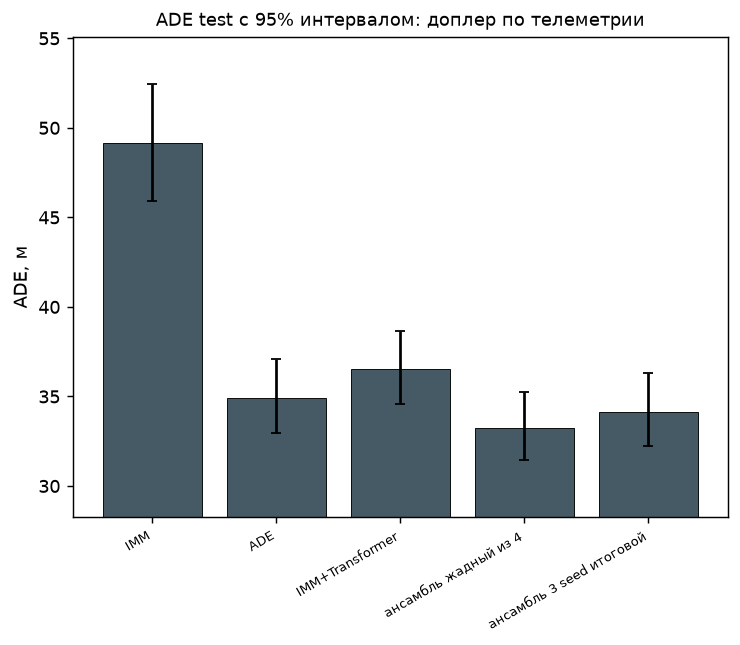 ADE test с 95% интервалом: доплер по телеметрии
55
50
45
40
35
30
ADE, м
IMM
ADE
IMM+Transformer
ансамбль жадный из 4
ансамбль 3 seed итоговой